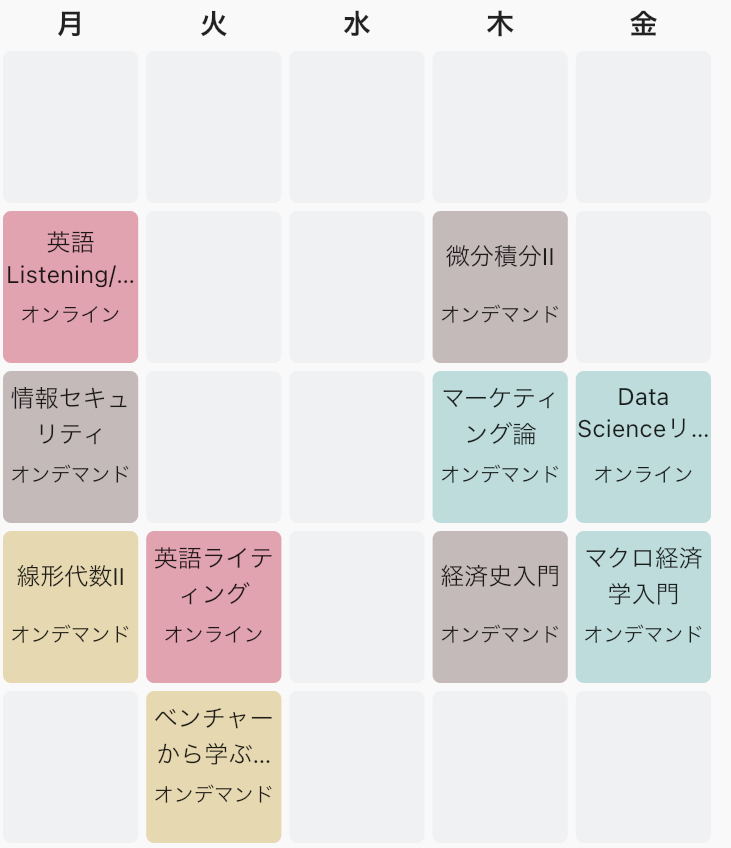 月 火 水 木 金
英語
Listening/...
オンライン
微分積分II
オンデマンド
情報セキュ
リティ
オンデマンド
マーケティ
ング論
オンデマンド
Data
Scienceリ...
オンライン
線形代数II
オンデマンド
英語ライテ
ィング
オンライン
経済史入門
オンデマンド
マクロ経済
学入門
オンデマンド
ベンチャー
から学ぶ...
オンデマンド